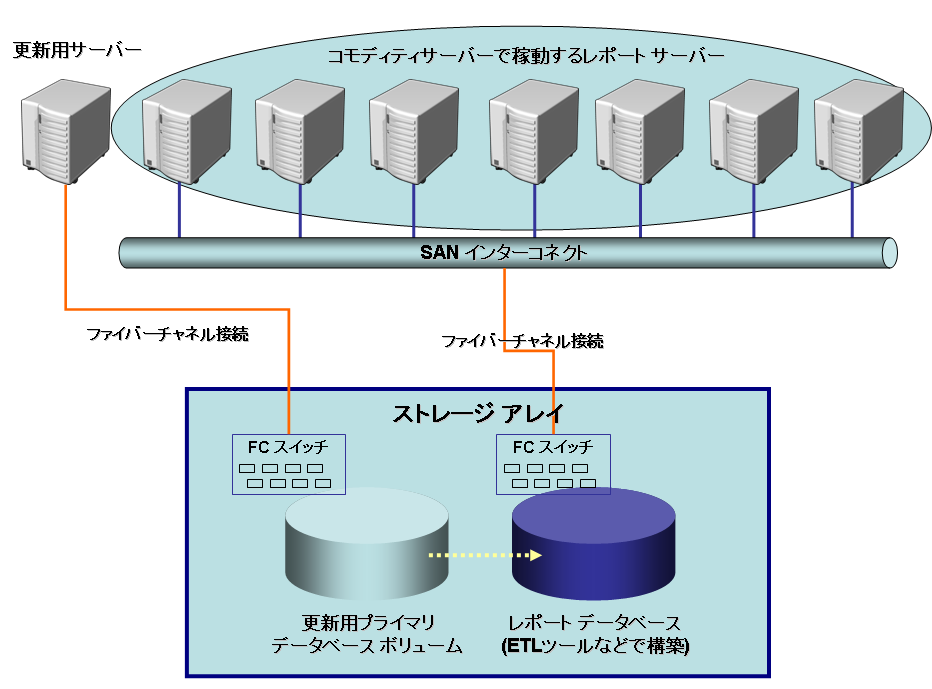 更新用サーバー
コモディティサーバーで稼動するレポート サーバー
SAN インターコネクト
ファイバーチャネル接続
ファイバーチャネル接続
ストレージ アレイ
FC スイッチ
FC スイッチ
更新用プライマリ
データベース ボリューム
レポート データベース
(ETLツールなどで構築)